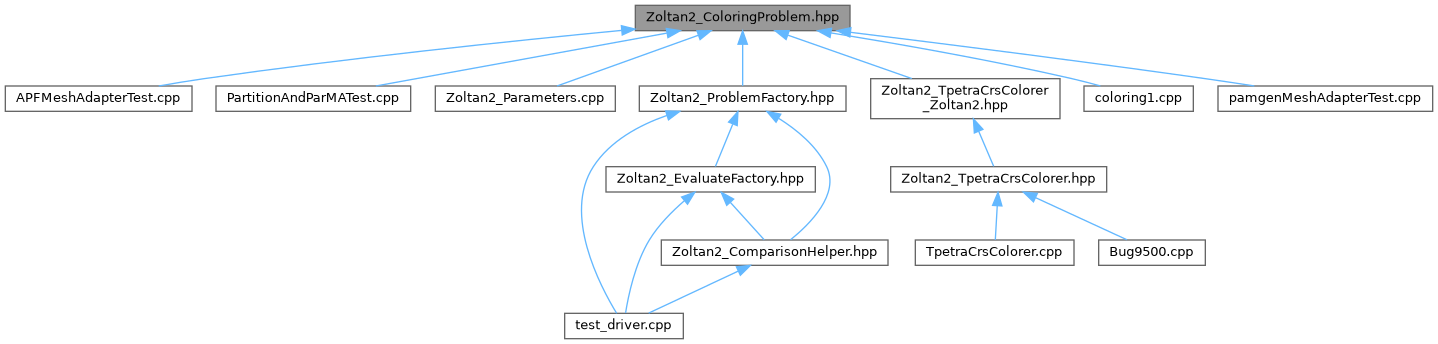 Zoltan2_ColoringProblem.hpp
APFMeshAdapterTest.cpp
PartitionAndParMATest.cpp
Zoltan2_Parameters.cpp
Zoltan2_ProblemFactory.hpp
Zoltan2_TpetraCrsColorer
_Zoltan2.hpp
coloring1.cpp
pamgenMeshAdapterTest.cpp
Zoltan2_EvaluateFactory.hpp
Zoltan2_TpetraCrsColorer.hpp
Zoltan2_ComparisonHelper.hpp
TpetraCrsColorer.cpp
Bug9500.cpp
test_driver.cpp